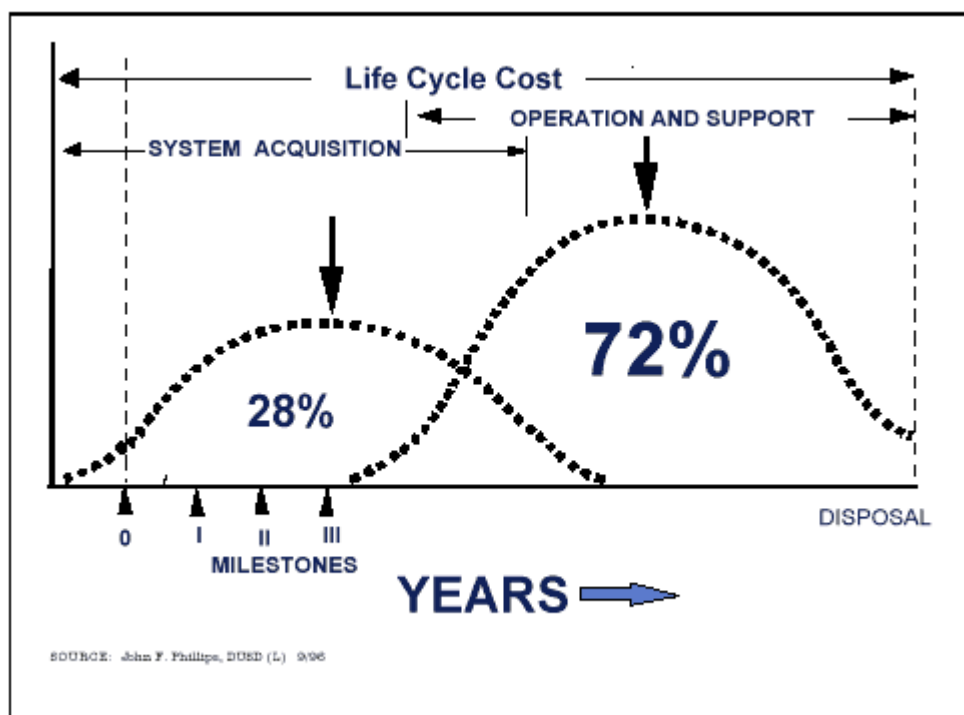 Life Cycle Cost
OPERATION AND SUPPORT
SYSTEM ACQUISITION
72%
28%
DISPOSAL
0 I II III
MILESTONES
YEARS
SOURCE: John F. Phillips, DUSD (L) 9/96